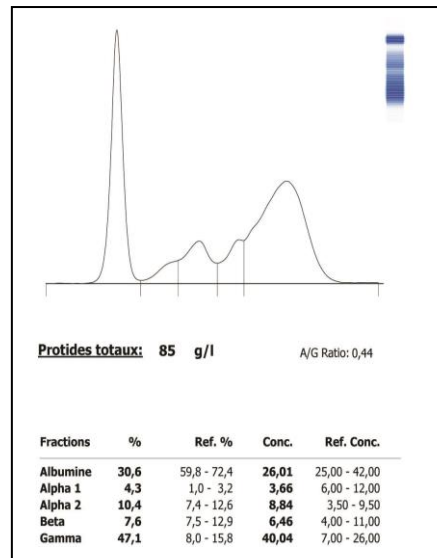 Protides totaux: 85 g/l A/G Ratio: 0,44
Fractions % Ref. % Conc. Ref. Conc.
Albumine 30,6 59,8 - 72,4 26,01 25,00 - 42,00
Alpha 1 4,3 1,0 - 3,2 3,66 6,00 - 12,00
Alpha 2 10,4 7,4 - 12,6 8,84 3,50 - 9,50
Beta 7,6 7,5 - 12,9 6,46 4,00 - 11,00
Gamma 47,1 8,0 - 15,8 40,04 7,00 - 26,00